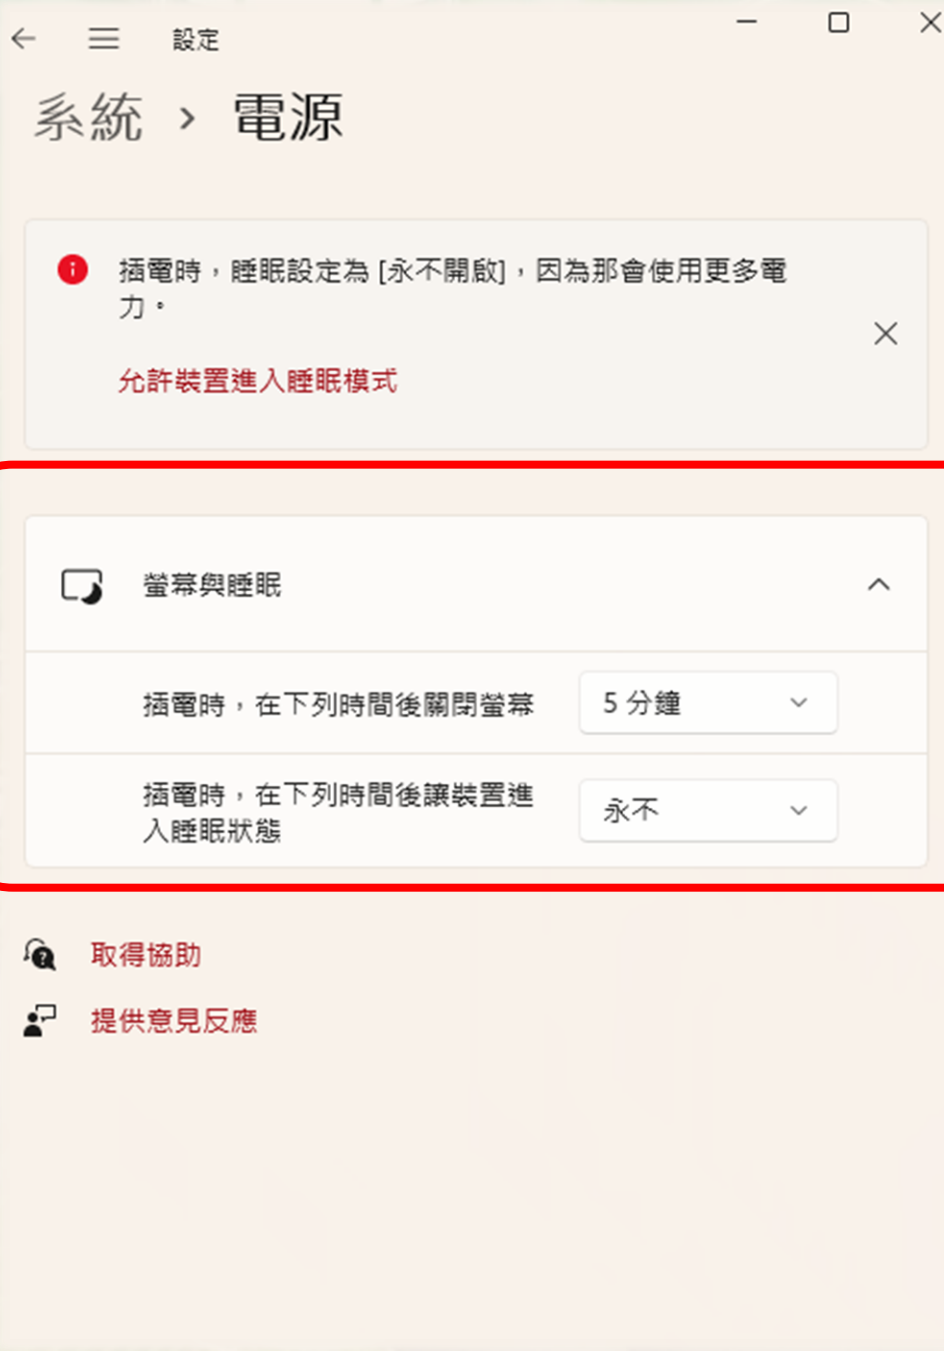 設定
系統 › 電源
插電時，睡眠設定為 [永不開啟]，因為那會使用更多電
力。
允許裝置進入睡眠模式
螢幕與睡眠
插電時，在下列時間後關閉螢幕
5 分鐘
插電時，在下列時間後讓裝置進
入睡眠狀態
永不
取得協助
提供意見反應